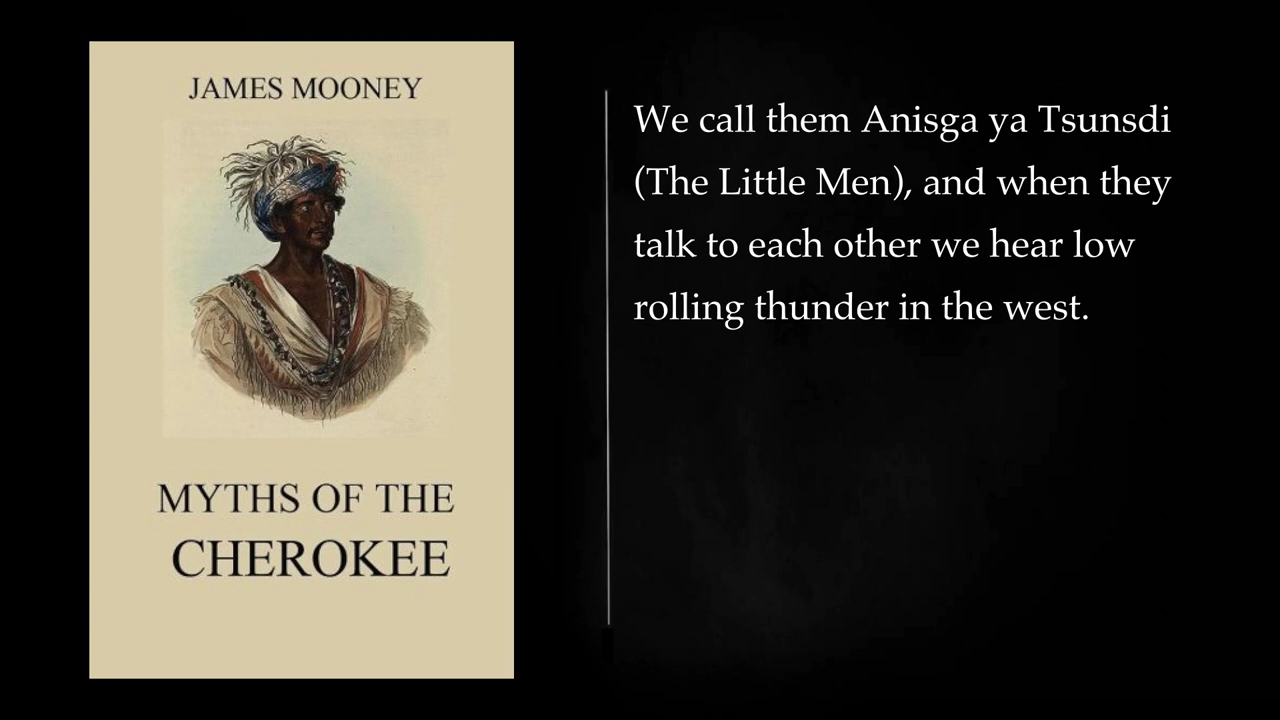 JAMES MOONEY
MYTHS OF THE
CHEROKEE
We call them Anisga ya Tsunsdi
(The Little Men), and when they
talk to each other we hear low
rolling thunder in the west.